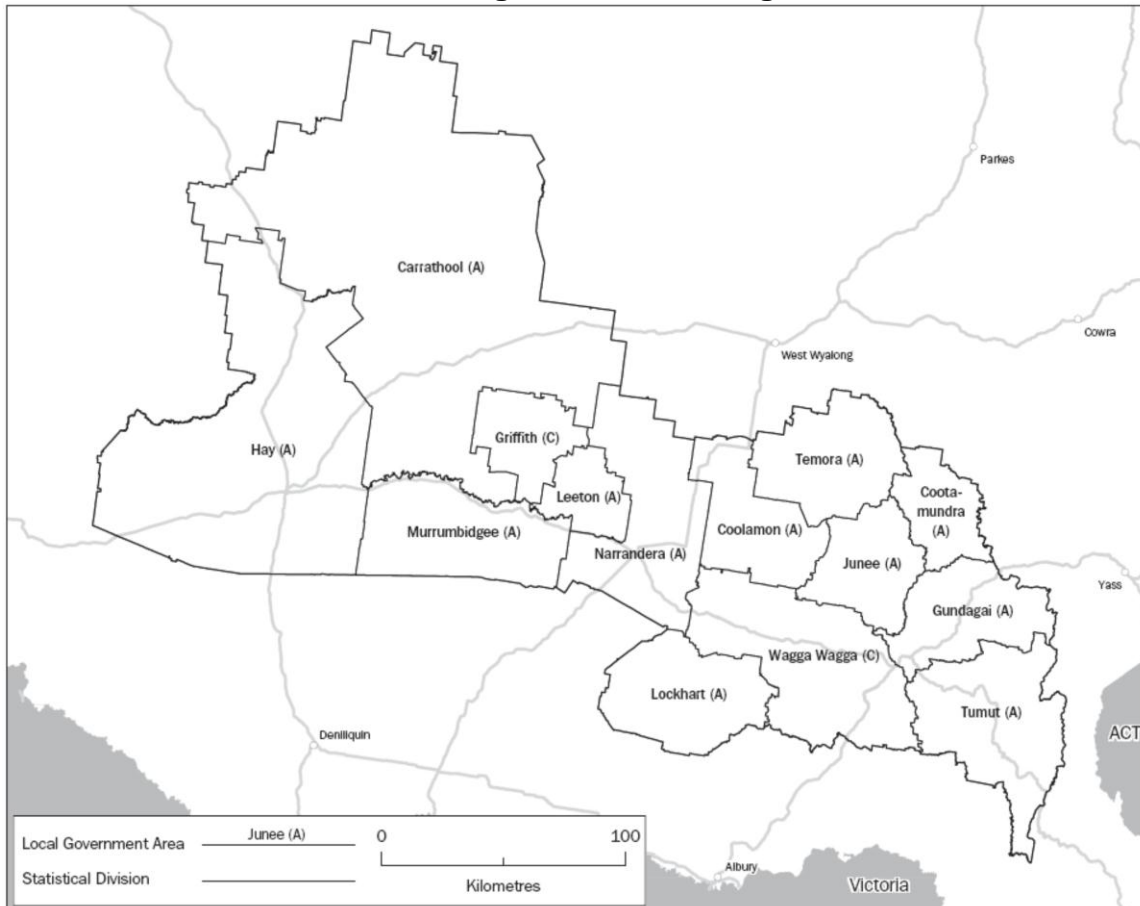 Parkes
Carrathool (A)
Cowra
West Wyalong
Griffith (C)
Hay (A)
Temora (A)
Leeton (A)
Coota-
mundra
(A)
Murrumbidgee (A)
Coolamon (A)
Narrandera (A)
Junee (A)
Yass
Gundagai (A)
Wagga Wagga (C)
Lockhart (A)
Tumut (A)
Deniliquin
ACT
Local Government Area
Junee (A)
0
100
Statistical Division
Kilometres
Albury
Victoria